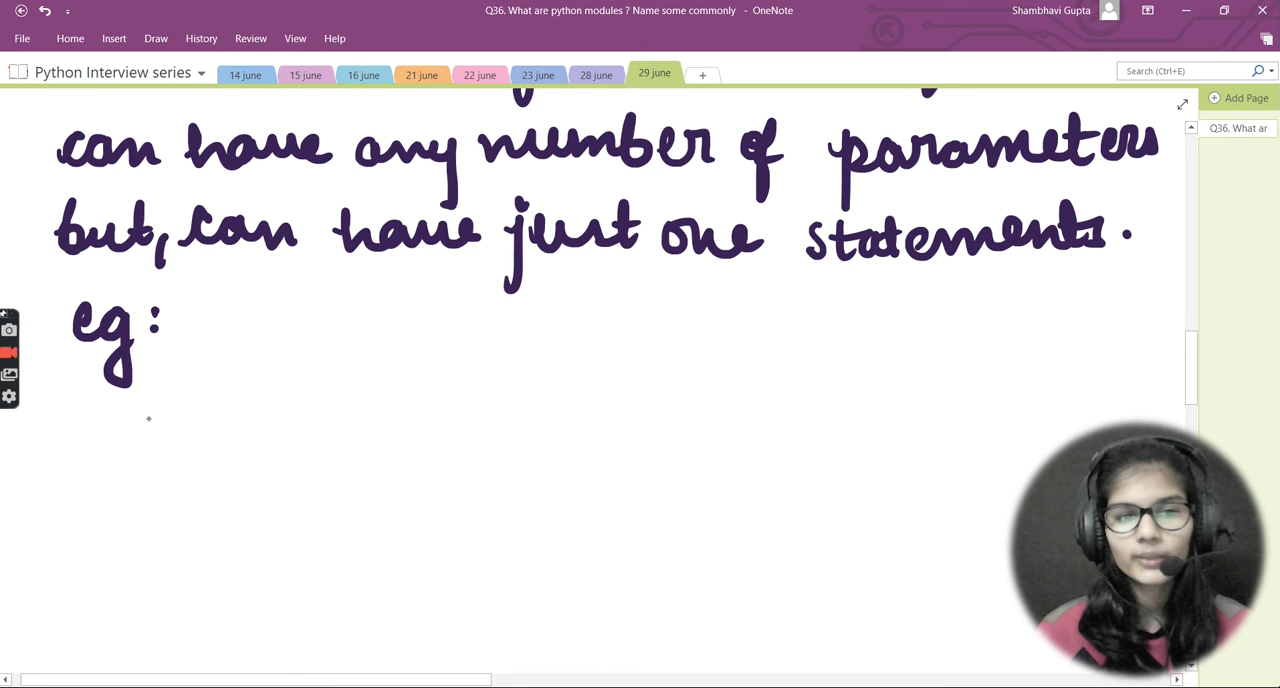 Q36. What are python modules ? Name some commonly - OneNote
Shambhavi Gupta
File Home Insert Draw History Review View Help
Python Interview series
14 june 15 june 16 june 21 june 22 june 23 june 28 june 29 june
Search (Ctrl+E)
Add Page
Q36. What ar
can have any number of parameters
but, can have just one statements.
eg: